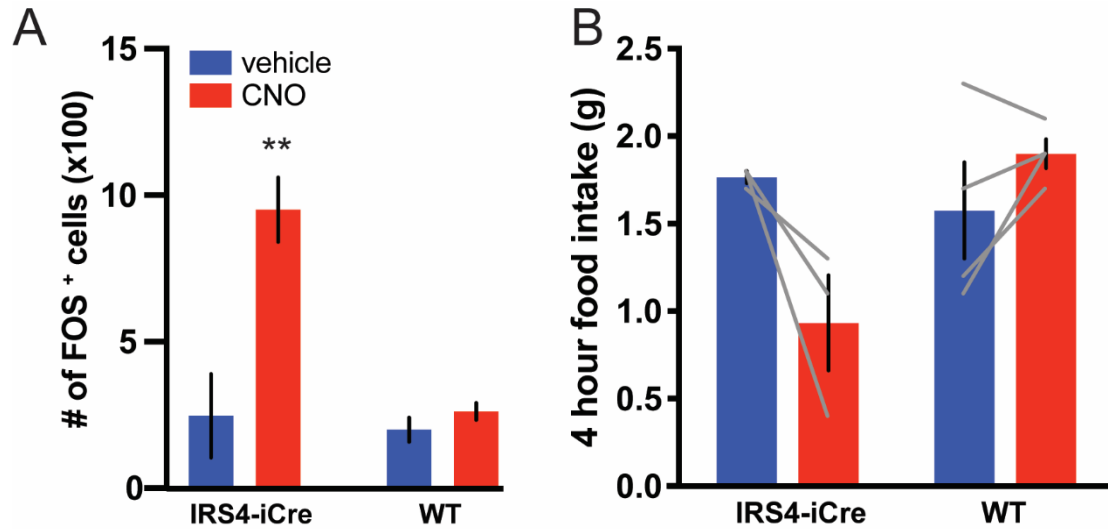 A
# of FOS + cells (x100)
15
10
5
0
vehicle
CNO
**
IRS4-iCre
WT
B
4 hour food intake (g)
2.5
2.0
1.5
1.0
0.5
0.0
IRS4-iCre
WT